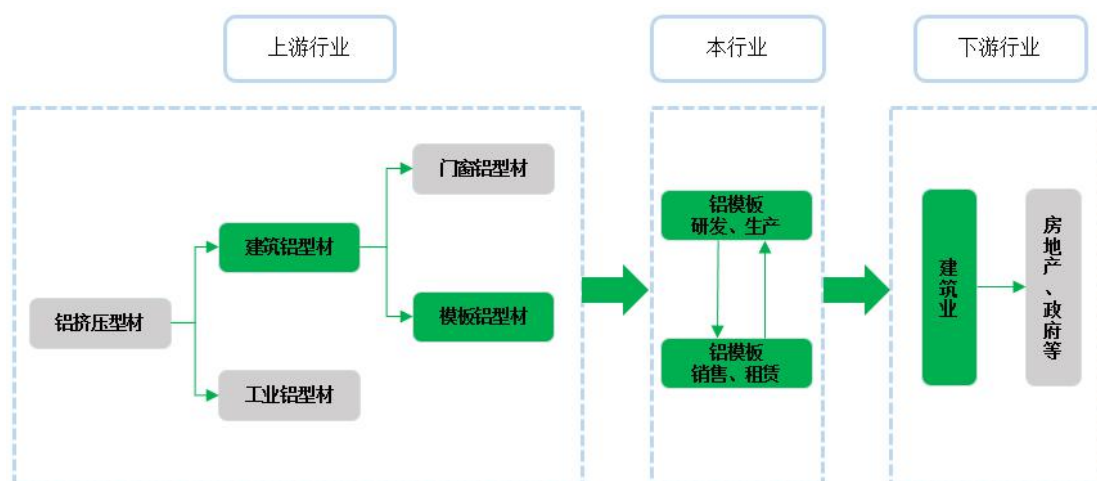 上游行业
本行业
下游行业
门窗铝型材
建筑铝型材
模板铝型材
铝挤压型材
工业铝型材
铝模板
研发、生产
铝模板
销售、租赁
建筑业
房地产、政府等